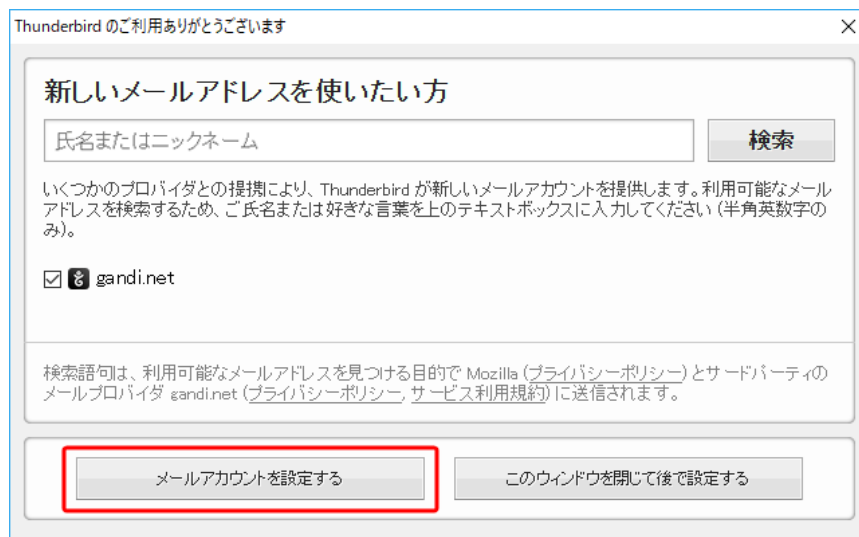 Thunderbird のご利用ありがとうございます
新しいメールアドレスを使いたい方
氏名またはニックネーム
検索
いくつかのプロバイダとの提携により、Thunderbird が新しいメールアカウントを提供します。利用可能なメール
アドレスを検索するため、ご氏名または好きな言葉を上のテキストボックスに入力してください (半角英数字の
み)。
gandi.net
検索語句は、利用可能なメールアドレスを見つける目的で Mozilla (プライバシーポリシー) とサードパーティの
メールプロバイダ gandi.net (プライバシーポリシー, サービス利用規約) に送信されます。
メールアカウントを設定する
このウィンドウを閉じて後で設定する